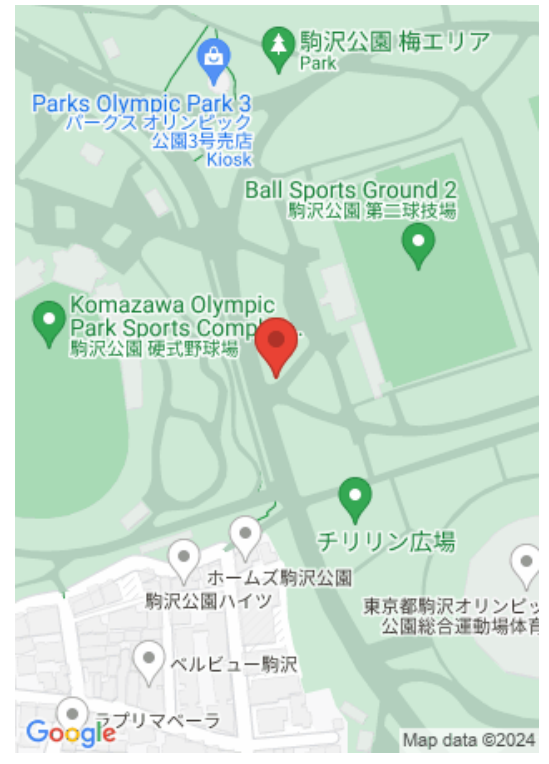 駒沢公園 梅エリア
Park
Parks Olympic Park 3
パークス オリンピック
公園3号売店
Kiosk
Ball Sports Ground 2
駒沢公園 第二球技場
Komazawa Olympic
Park Sports Compl...
駒沢公園 硬式野球場
チリリン広場
ホームズ駒沢公園
駒沢公園ハイツ
東京都駒沢オリンピッ
公園総合運動場体育
ベルビュー駒沢
ラプリマベーラ
Google
Map data ©2024